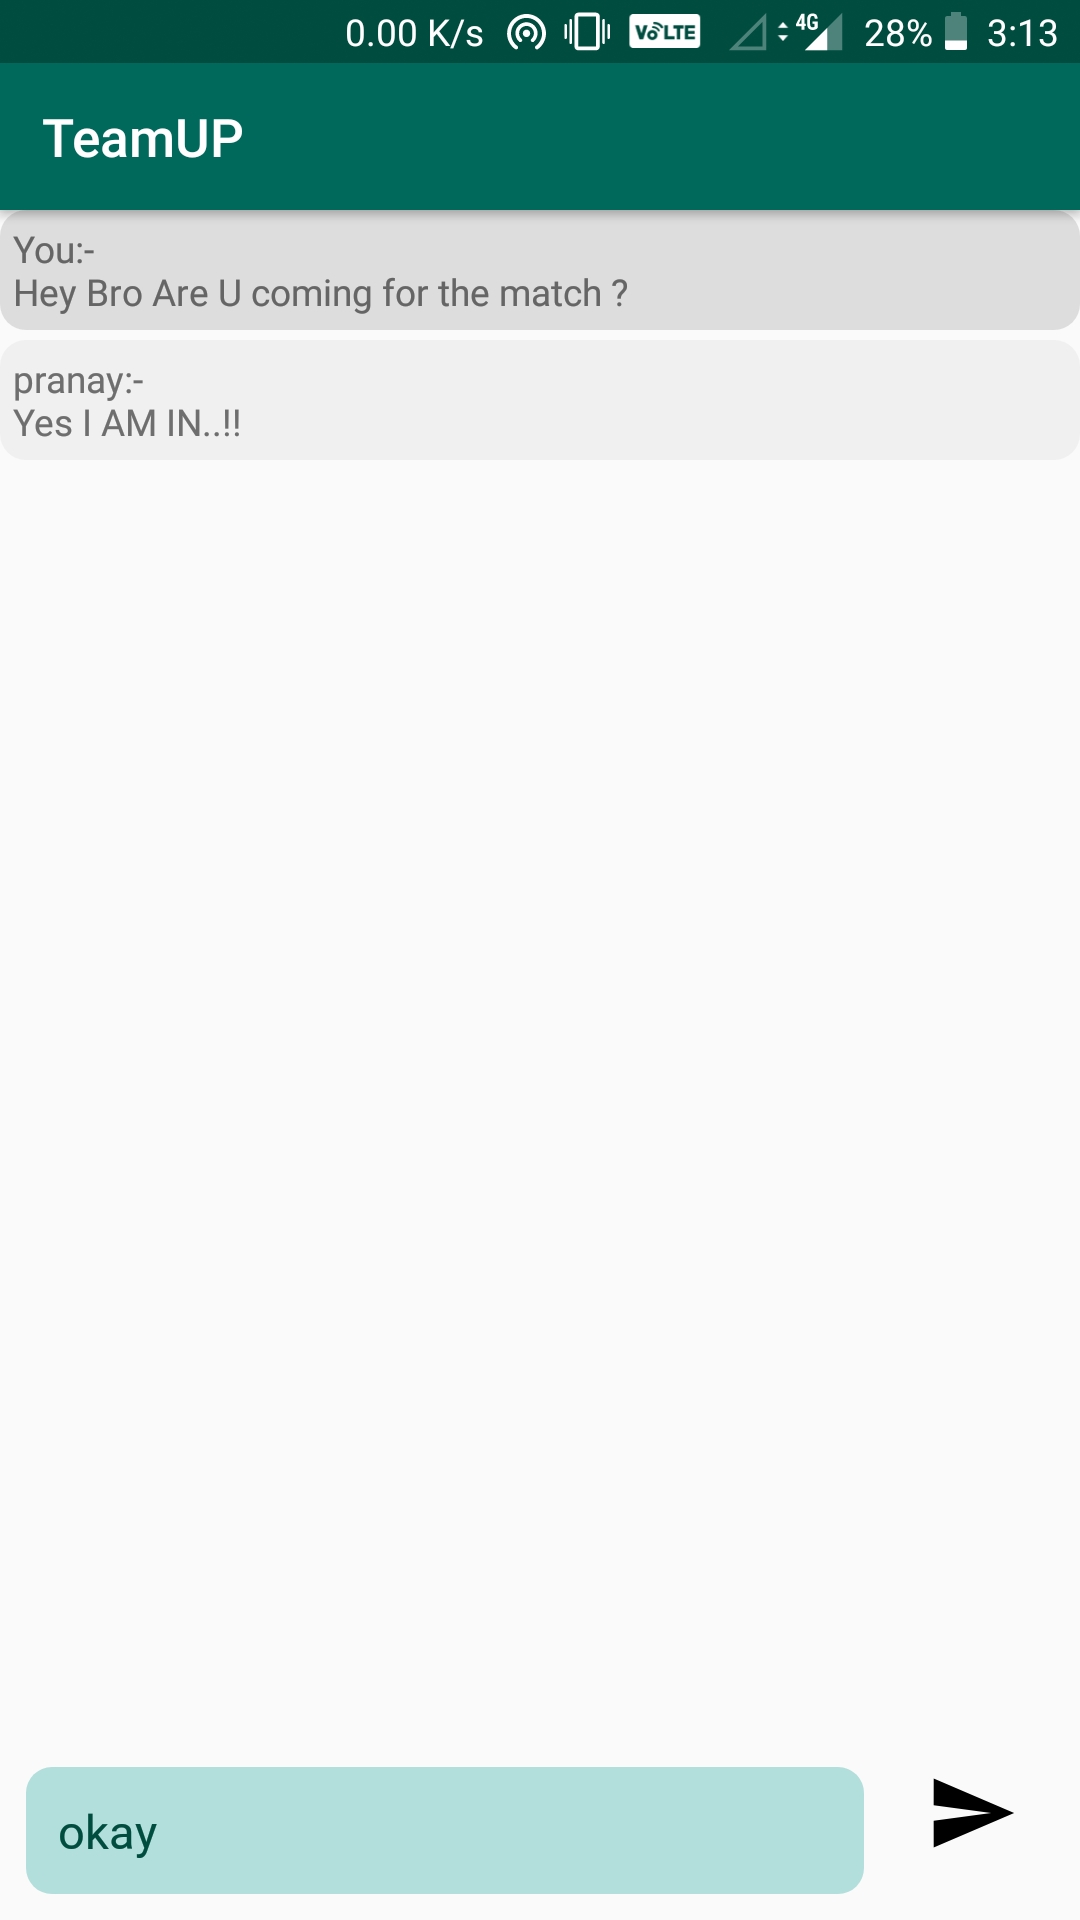 0.00 K/s VoLTE 4G 28% 3:13
TeamUP
You:-
Hey Bro Are U coming for the match ?
pranay:-
Yes I AM IN..!!
okay